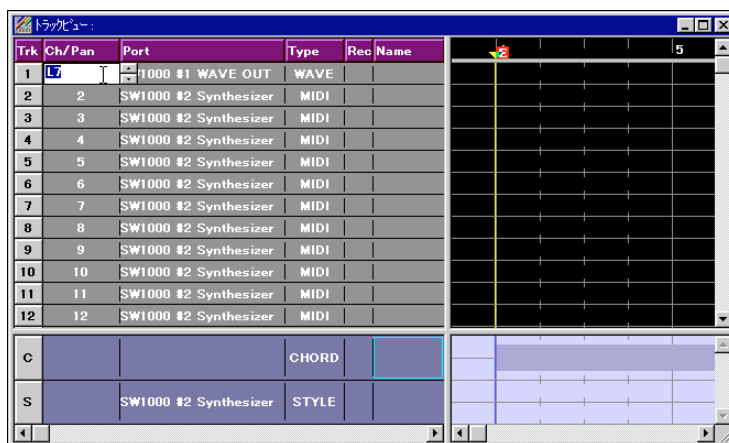 トラックビュー :
Trk Ch/Pan Port Type Rec Name
5
1 L7 1000 #1 WAVE OUT WAVE
2 2 SW1000 #2 Synthesizer MIDI
3 3 SW1000 #2 Synthesizer MIDI
4 4 SW1000 #2 Synthesizer MIDI
5 5 SW1000 #2 Synthesizer MIDI
6 6 SW1000 #2 Synthesizer MIDI
7 7 SW1000 #2 Synthesizer MIDI
8 8 SW1000 #2 Synthesizer MIDI
9 9 SW1000 #2 Synthesizer MIDI
10 10 SW1000 #2 Synthesizer MIDI
11 11 SW1000 #2 Synthesizer MIDI
12 12 SW1000 #2 Synthesizer MIDI
C CHORD
S SW1000 #2 Synthesizer STYLE